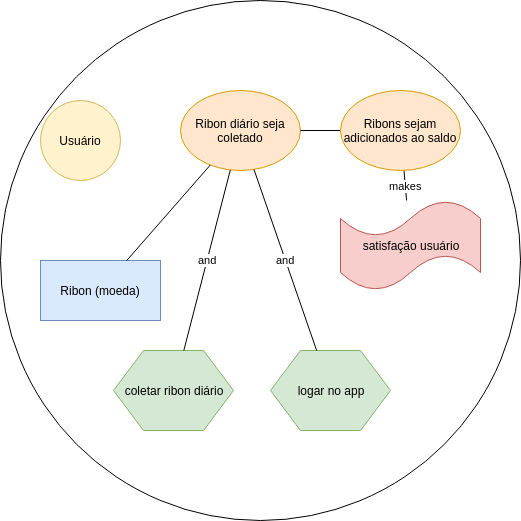 Usuário
Ribon diário seja
coletado
Ribons sejam
adicionados ao saldo
makes
satisfação usuário
and
and
Ribon (moeda)
coletar ribon diário
logar no app